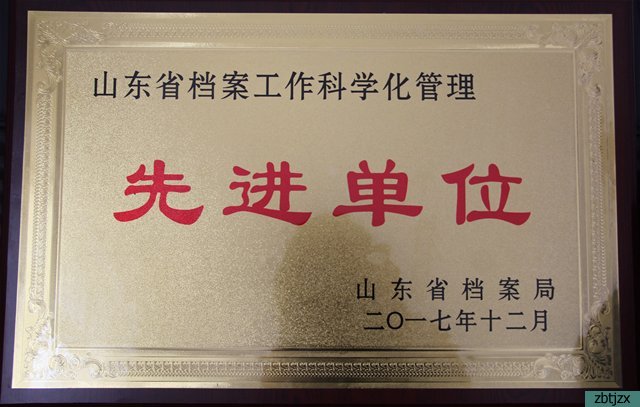 山东省档案工作科学化管理
先进单位
山东省档案局
二〇一七年十二月
zbtjzx